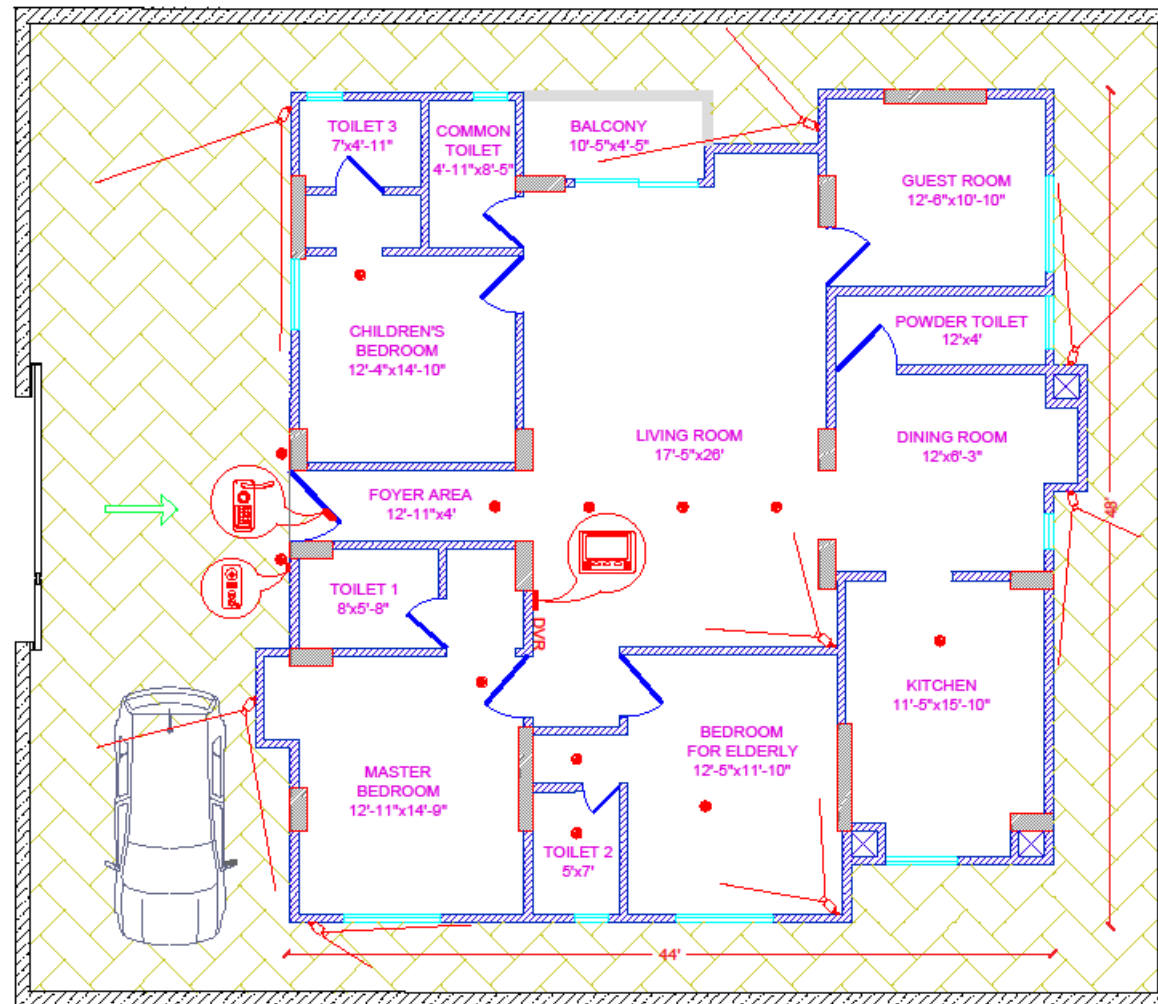 TOILET 3
7'x4'-11"
COMMON
TOILET
4'-11"x8'-5"
BALCONY
10'-5"x4'-5"
GUEST ROOM
12'-6"x10'-10"
POWDER TOILET
12'x4'
CHILDREN'S
BEDROOM
12'-4"x14'-10"
LIVING ROOM
17'-5"x26'
DINING ROOM
12'x6'-3"
FOYER AREA
12'-11"x4'
48'
TOILET 1
8'x5'-8"
DVR
KITCHEN
11'-5"x15'-10"
BEDROOM
FOR ELDERLY
12'-5"x11'-10"
MASTER
BEDROOM
12'-11"x14'-9"
TOILET 2
5'x7'
44'